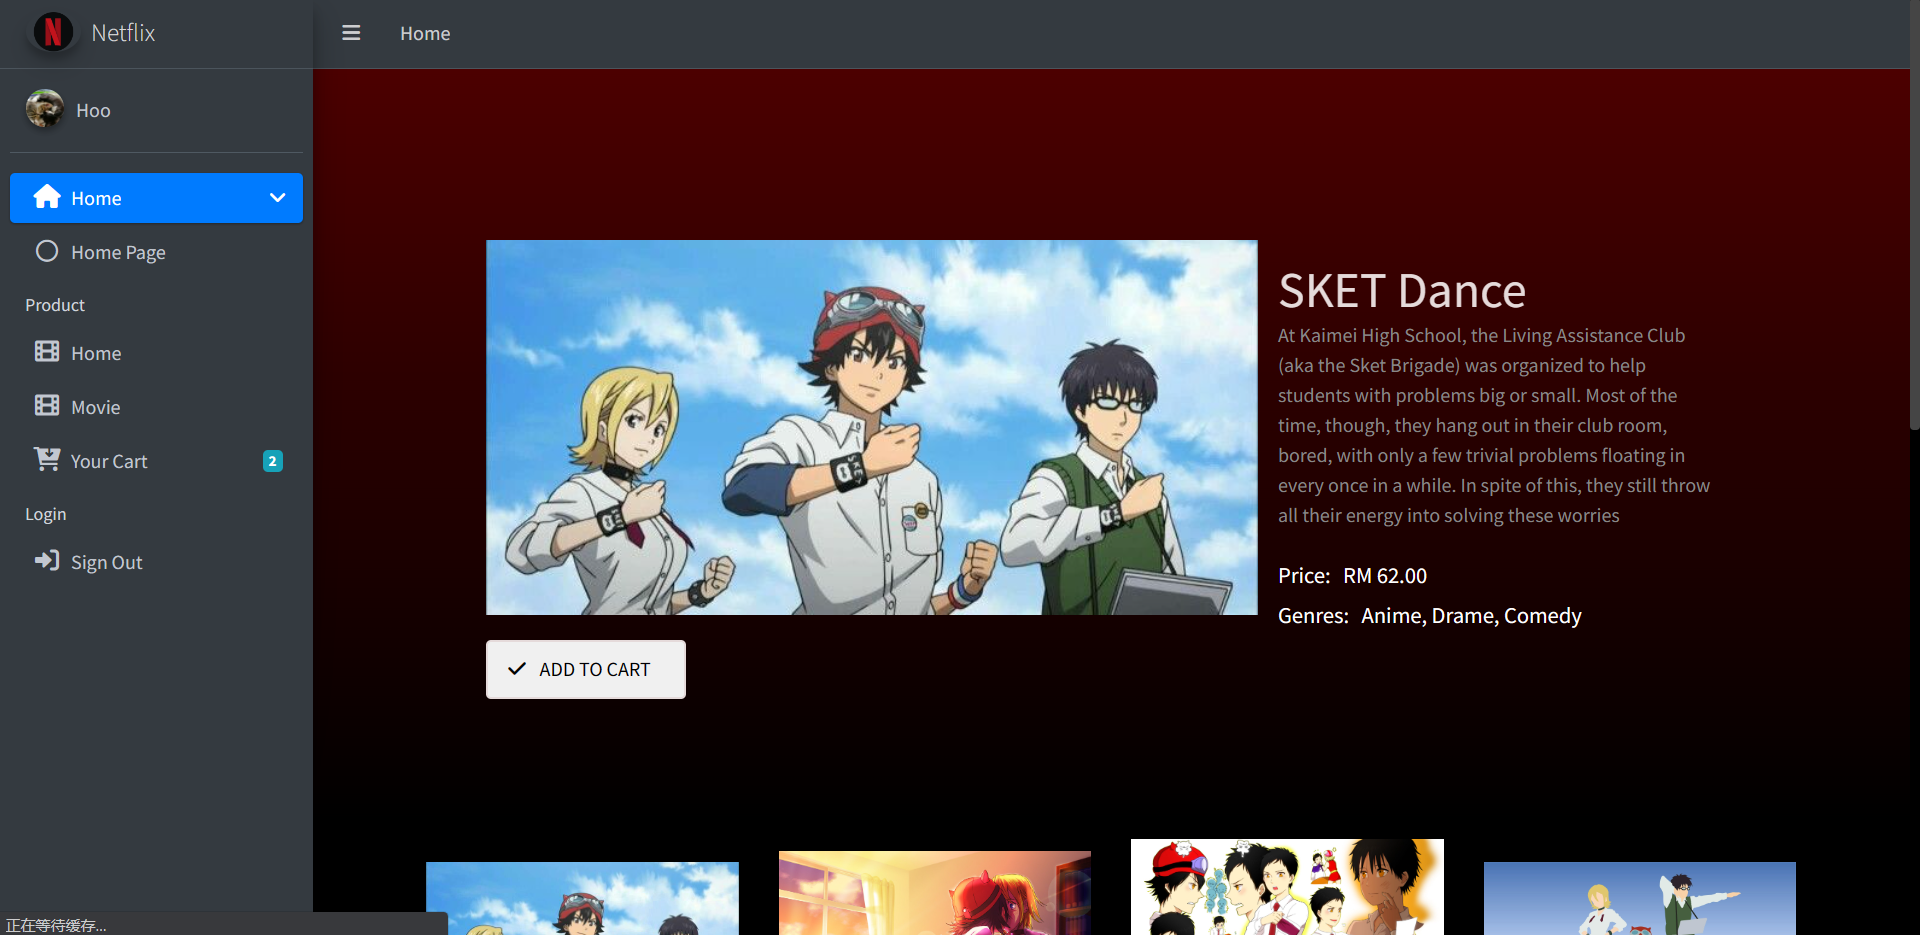 Netflix
Home
Hoo
Home
Home Page
Product
Home
Movie
Your Cart
2
Login
Sign Out
SKET Dance
At Kaimei High School, the Living Assistance Club
(aka the Sket Brigade) was organized to help
students with problems big or small. Most of the
time, though, they hang out in their club room,
bored, with only a few trivial problems floating in
every once in a while. In spite of this, they still throw
all their energy into solving these worries
Price: RM 62.00
Genres: Anime, Drame, Comedy
ADD TO CART
正在等待缓存...